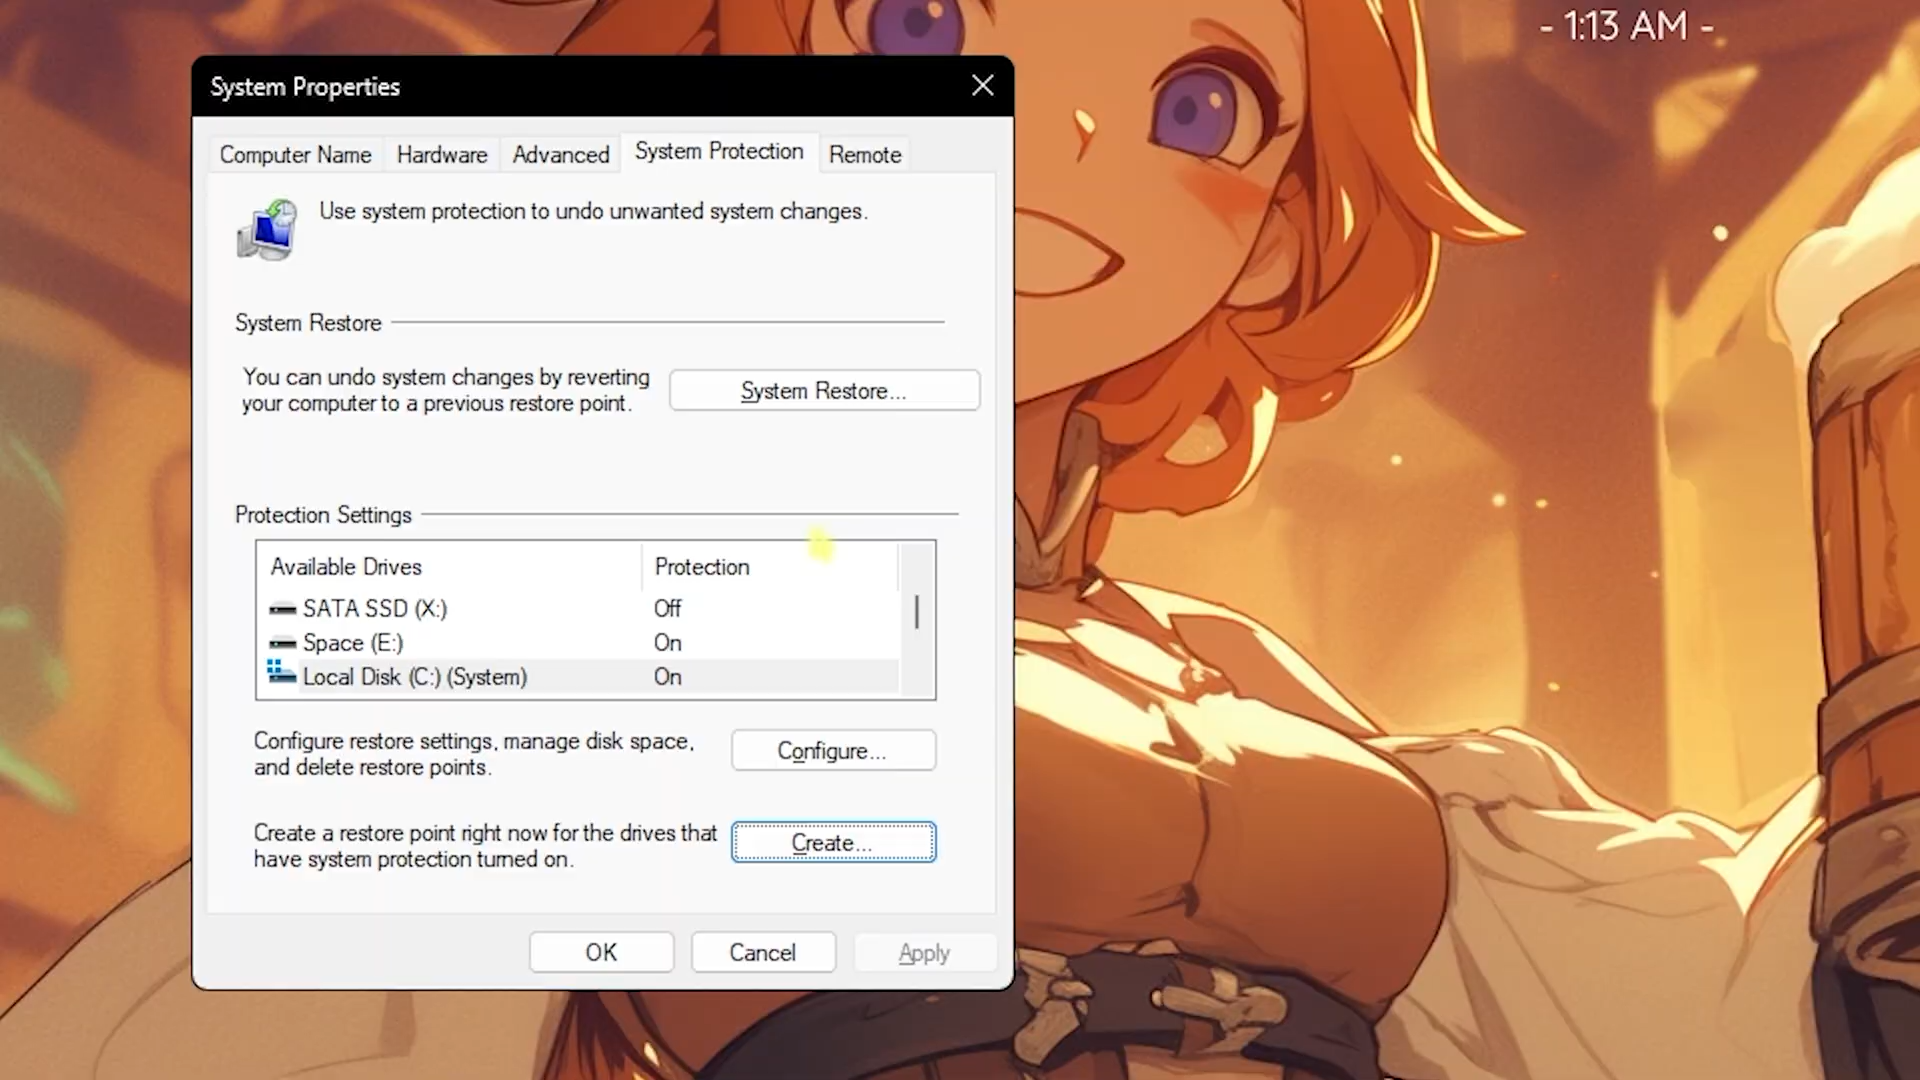 - 1:13 AM -
System Properties
Computer Name
Hardware
Advanced
System Protection
Remote
Use system protection to undo unwanted system changes.
System Restore
You can undo system changes by reverting
your computer to a previous restore point.
System Restore...
Protection Settings
Available Drives Protection
SATA SSD (X:) Off
Space (E:) On
Local Disk (C:) (System) On
Configure restore settings, manage disk space,
and delete restore points.
Configure...
Create a restore point right now for the drives that
have system protection turned on.
Create...
OK
Cancel
Apply